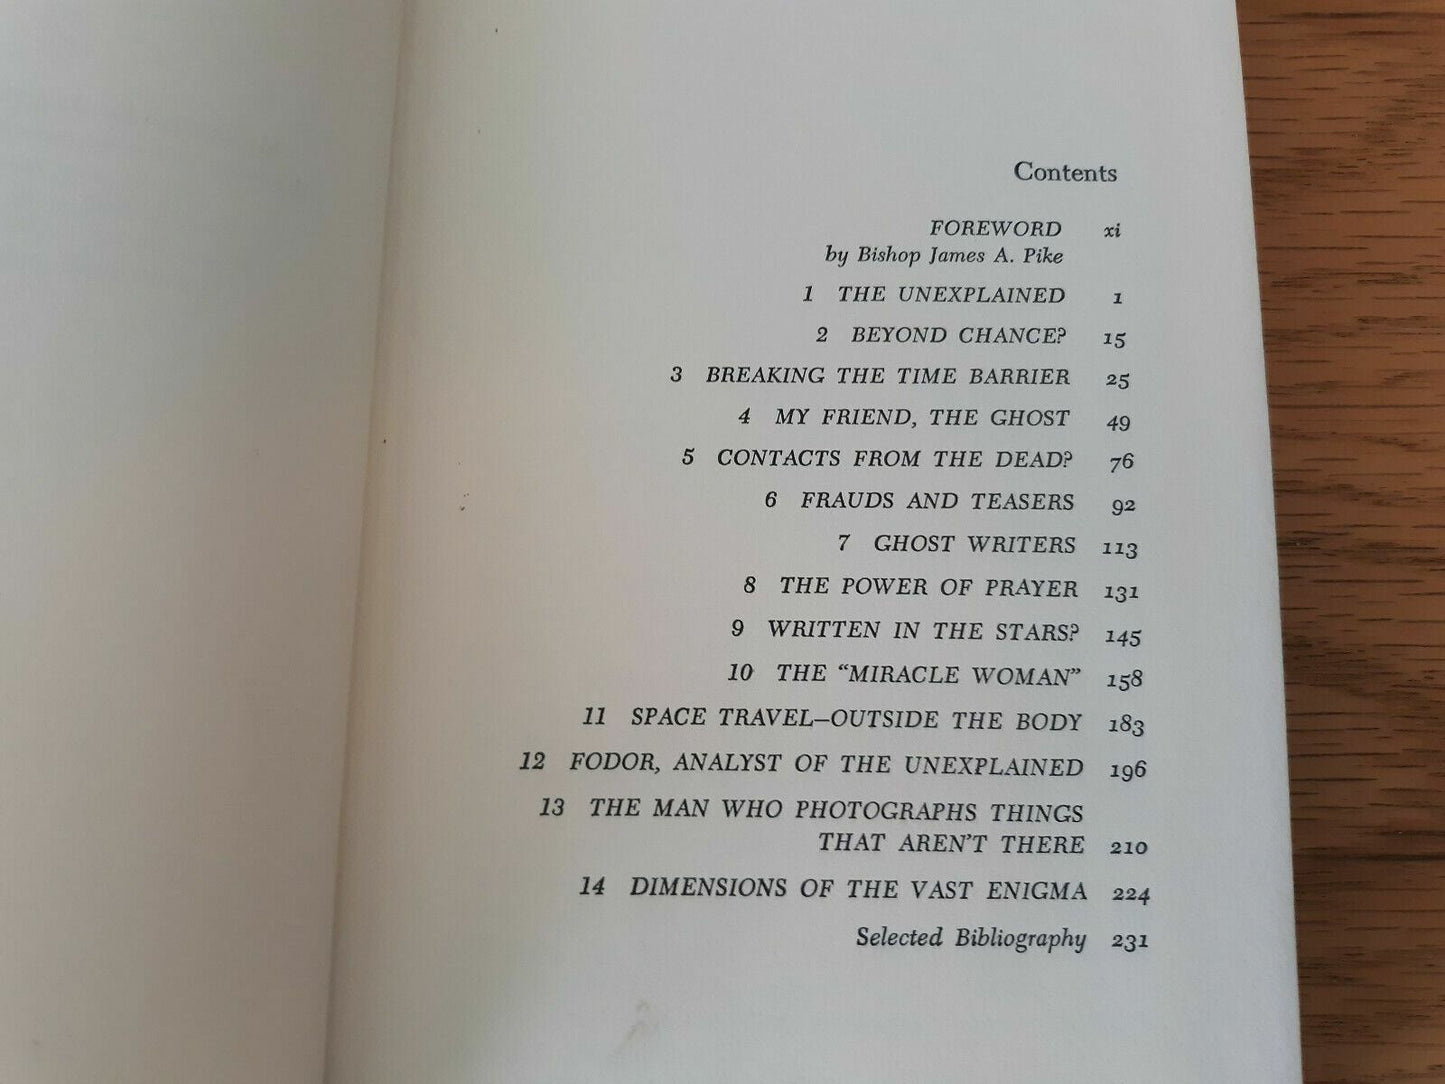 Contents
FOREWORD xi
by Bishop James A. Pike
1 THE UNEXPLAINED 1
2 BEYOND CHANCE? 15
3 BREAKING THE TIME BARRIER 25
4 MY FRIEND, THE GHOST 49
5 CONTACTS FROM THE DEAD? 76
6 FRAUDS AND TEASERS 92
7 GHOST WRITERS 113
8 THE POWER OF PRAYER 131
9 WRITTEN IN THE STARS? 145
10 THE “MIRACLE WOMAN” 158
11 SPACE TRAVEL–OUTSIDE THE BODY 183
12 FODOR, ANALYST OF THE UNEXPLAINED 196
13 THE MAN WHO PHOTOGRAPHS THINGS
THAT AREN'T THERE 210
14 DIMENSIONS OF THE VAST ENIGMA 224
Selected Bibliography 231